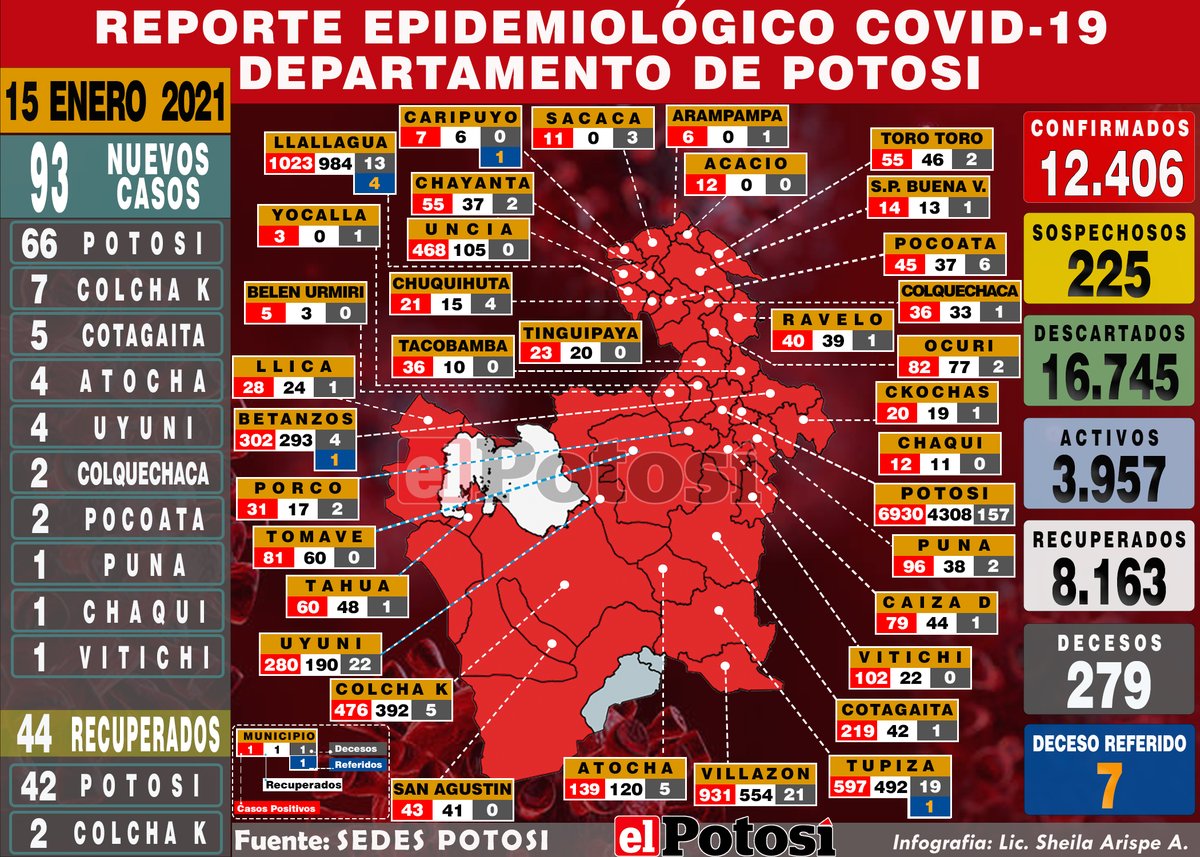 REPORTE EPIDEMIOLÓGICO COVID-19
DEPARTAMENTO DE POTOSI
15 ENERO 2021
93 NUEVOS
CASOS
66 POTOSI
7 COLCHA K
5 COTAGAITA
4 ATOCHA
4 UYUNI
2 COLQUECHACA
2 POCOATA
1 PUNA
1 CHAQUI
1 VITICHI
44 RECUPERADOS
42 POTOSI
2 COLCHA K
LLALLAGUA
1023 984 13
4
CARIPUYO
7 6 0
1
SACACA
11 0 3
ARAMPAMPA
6 0 1
ACACIO
12 0 0
TORO TORO
55 46 2
CHAYANTA
55 37 2
S.P. BUENA V.
14 13 1
YOCALLA
3 0 1
UNCIA
468 105 0
POCOATA
45 37 6
BELEN URMIRI
5 3 0
CHUQUIHUTA
21 15 4
COLQUECHACA
36 33 1
TINGUIPAYA
23 20 0
RAVELO
40 39 1
TACOBAMBA
36 10 0
OCURI
82 77 2
LLICA
28 24 1
CKOCHAS
20 19 1
BETANZOS
302 293 4
1
CHAQUI
12 11 0
PORCO
31 17 2
POTOSI
6930 4308 157
TOMAVE
81 60 0
PUNA
96 38 2
TAHUA
60 48 1
CAIZA D
79 44 1
UYUNI
280 190 22
VITICHI
102 22 0
COLCHA K
476 392 5
COTAGAITA
219 42 1
SAN AGUSTIN
43 41 0
ATOCHA
139 120 5
VILLAZON
931 554 21
TUPIZA
597 492 19
1
el Potosí
MUNICIPIO
1 1 1
1
Decesos
Referidos
Recuperados
Casos Positivos
CONFIRMADOS
12.406
SOSPECHOSOS
225
DESCARTADOS
16.745
ACTIVOS
3.957
RECUPERADOS
8.163
DECESOS
279
DECESO REFERIDO
7
Fuente: SEDES POTOSI
el Potosí
Infografia: Lic. Sheila Arispe A.